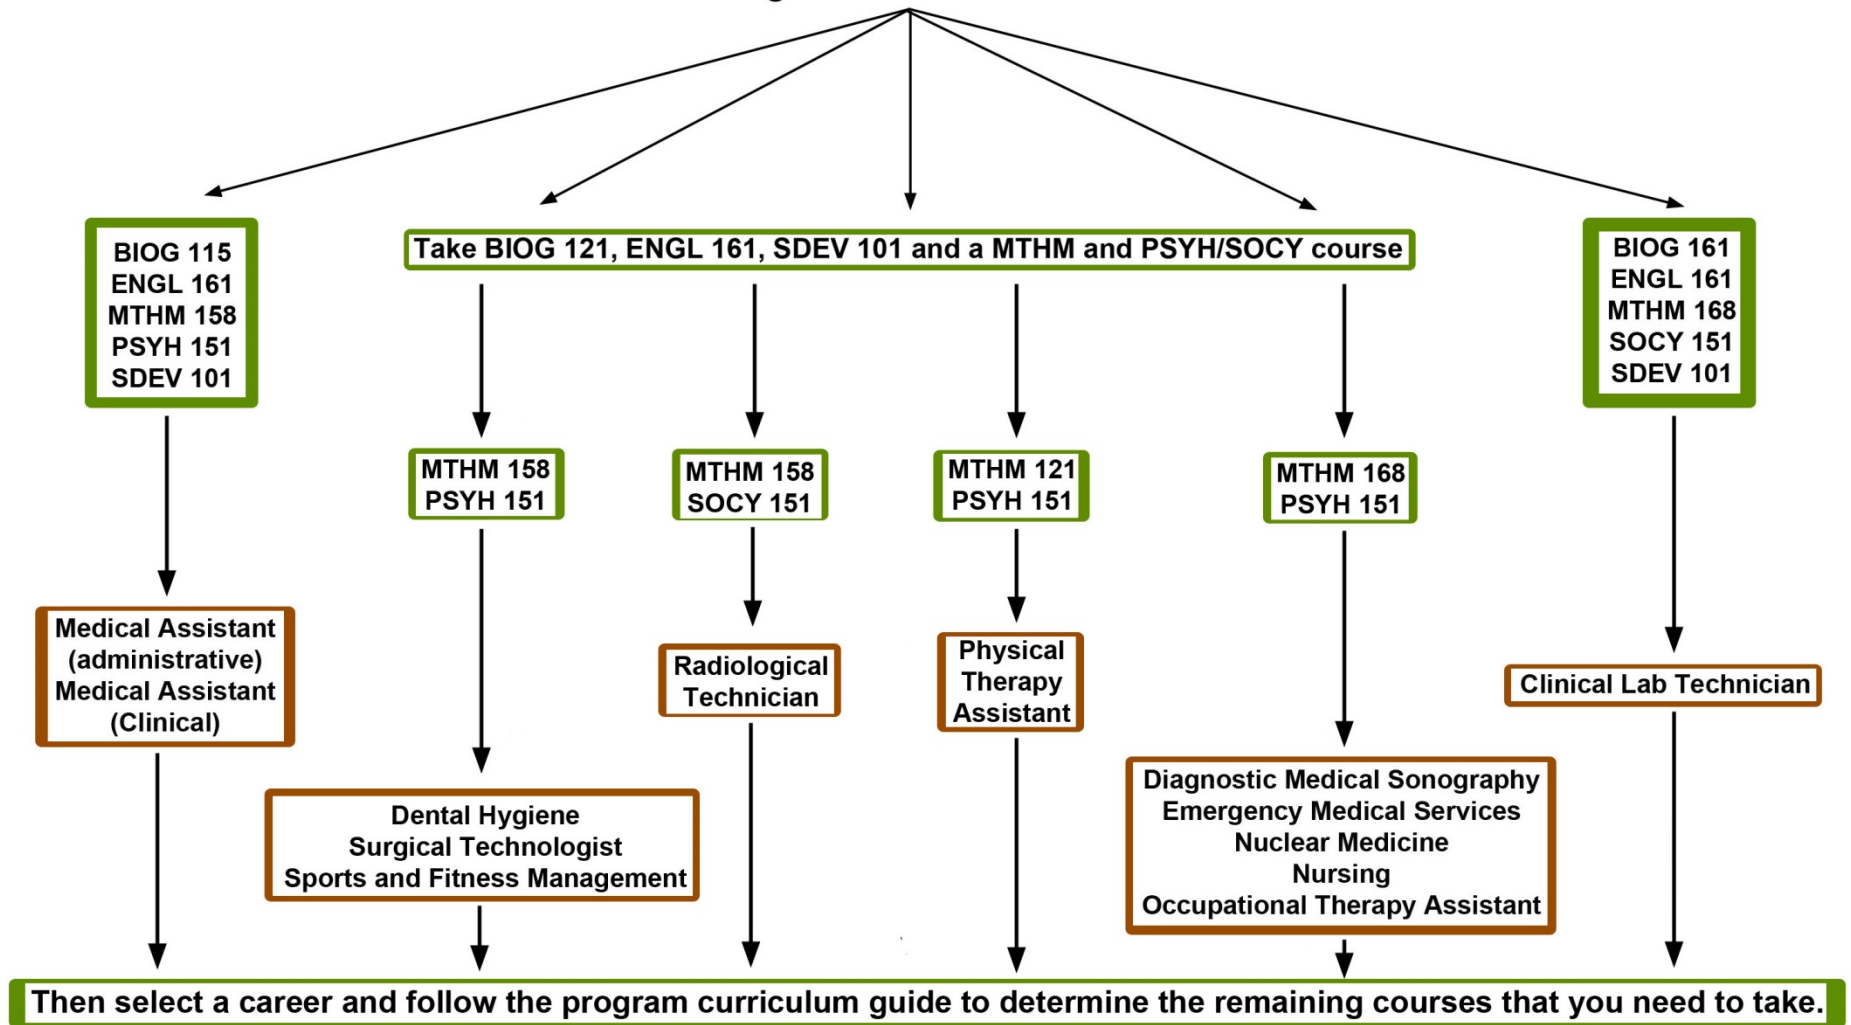 BIOG 115
ENGL 161
MTHM 158
PSYH 151
SDEV 101
Take BIOG 121, ENGL 161, SDEV 101 and a MTHM and PSYH/SOCY course
BIOG 161
ENGL 161
MTHM 168
SOCY 151
SDEV 101
MTHM 158
PSYH 151
MTHM 158
SOCY 151
MTHM 121
PSYH 151
MTHM 168
PSYH 151
Medical Assistant
(administrative)
Medical Assistant
(Clinical)
Radiological
Technician
Physical
Therapy
Assistant
Clinical Lab Technician
Dental Hygiene
Surgical Technologist
Sports and Fitness Management
Diagnostic Medical Sonography
Emergency Medical Services
Nuclear Medicine
Nursing
Occupational Therapy Assistant
Then select a career and follow the program curriculum guide to determine the remaining courses that you need to take.